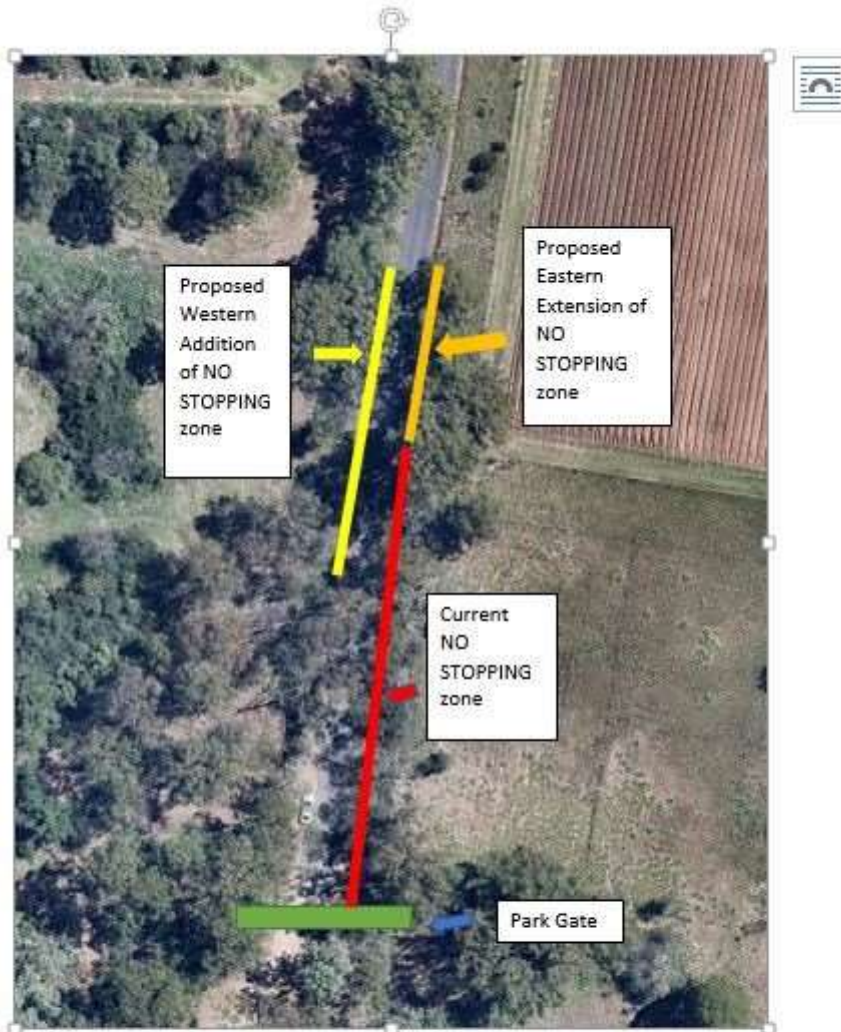 Proposed
Western
Addition
of NO
STOPPING
zone
Proposed
Eastern
Extension of
NO
STOPPING
zone
Current
NO
STOPPING
zone
Park Gate